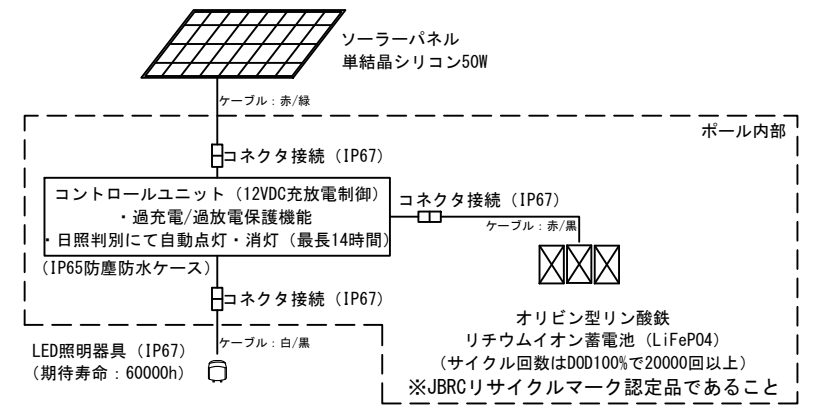 ソーラーパネル
単結晶シリコン50W
ケーブル：赤/緑
ポール内部
コネクタ接続（IP67）
コントロールユニット（12VDC充放電制御）
・過充電/過放電保護機能
・日照判別にて自動点灯・消灯（最長14時間）
（IP65防塵防水ケース）
コネクタ接続（IP67）
ケーブル：赤/黒
コネクタ接続（IP67）
オリビン型リン酸鉄
リチウムイオン蓄電池（LiFePO4）
（サイクル回数はDOD100%で20000回以上）
※JBRCリサイクルマーク認定品であること
ケーブル：白/黒
LED照明器具（IP67）
（期待寿命：60000h）